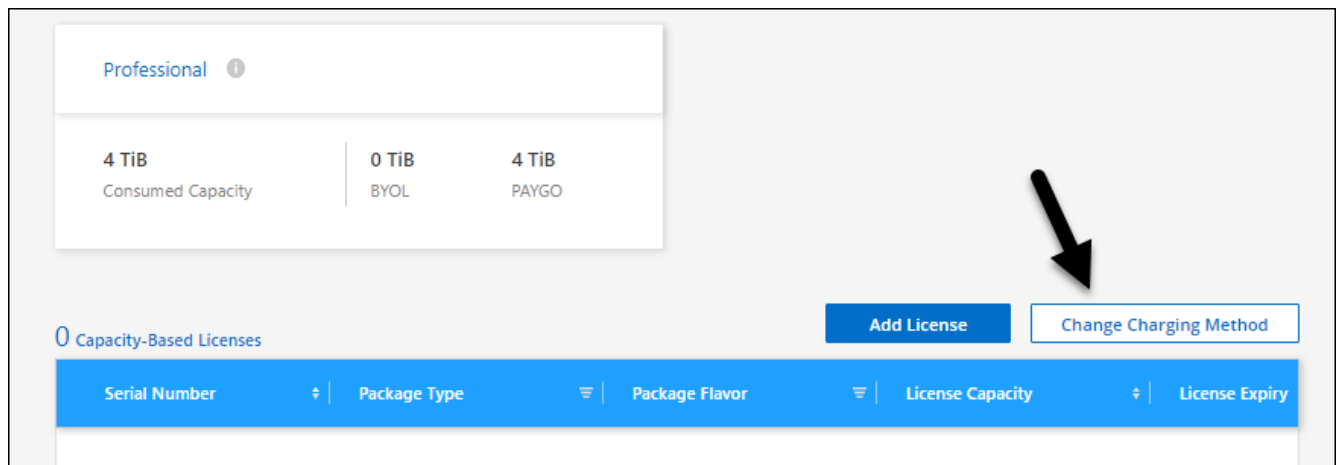 Professional
4 TiB 0 TiB 4 TiB
Consumed Capacity BYOL PAYGO
Add License Change Charging Method
0 Capacity-Based Licenses
Serial Number Package Type Package Flavor License Capacity License Expiry